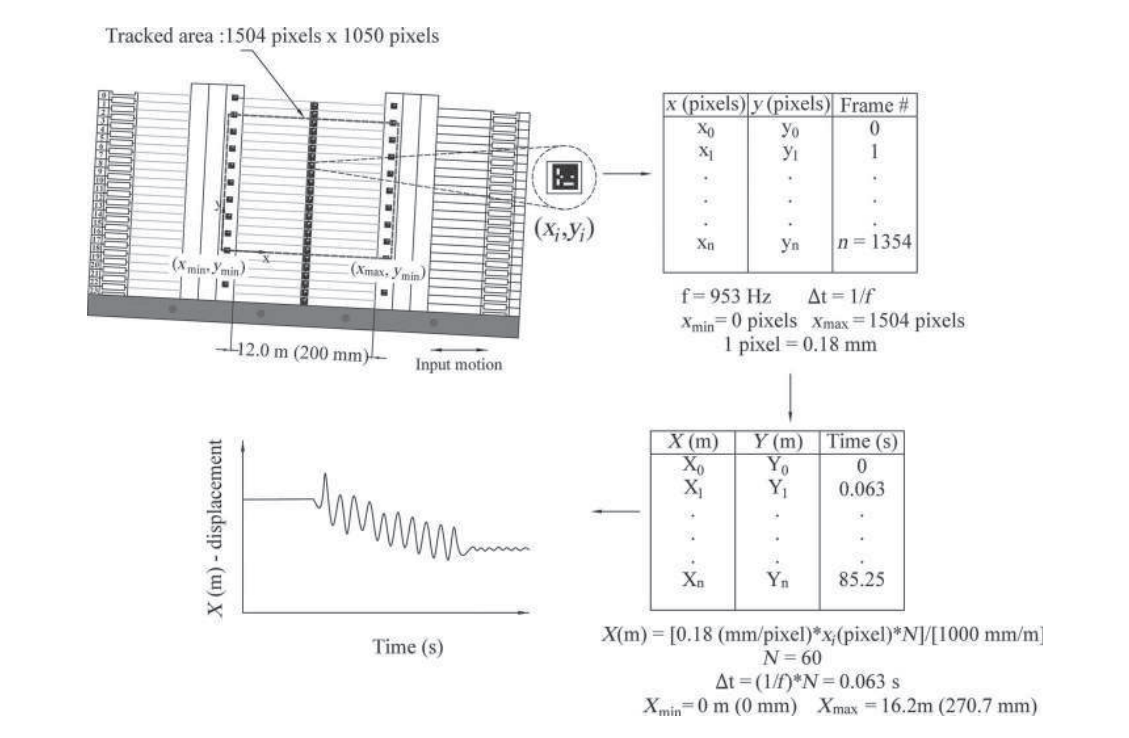 Tracked area :1504 pixels x 1050 pixels
y
x
(xmin, ymin)
(xmax, ymin)
12.0 m (200 mm)
Input motion
(xi,yi)
x (pixels) y (pixels) Frame #
x0 y0 0
x1 y1 1
. . .
. . .
. . .
xn yn n = 1354
f = 953 Hz Δt = 1/f
xmin = 0 pixels xmax = 1504 pixels
1 pixel = 0.18 mm
X (m) Y (m) Time (s)
X0 Y0 0
X1 Y1 0.063
. . .
. . .
. . .
Xn Yn 85.25
X(m) = [0.18 (mm/pixel)*xi(pixel)*N]/[1000 mm/m]
N = 60
Δt = (1/f)*N = 0.063 s
Xmin = 0 m (0 mm) Xmax = 16.2m (270.7 mm)
X (m) - displacement
Time (s)